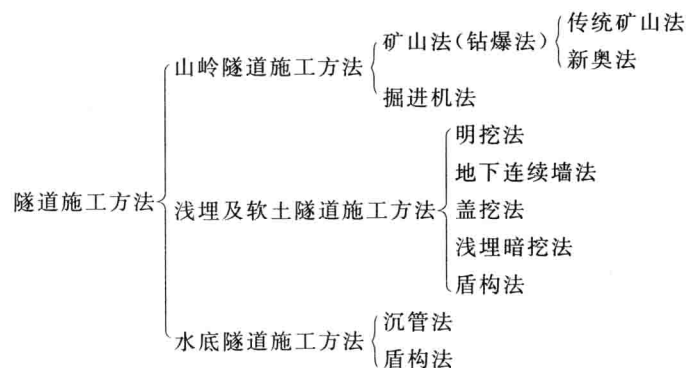 隧道施工方法
山岭隧道施工方法
矿山法(钻爆法)
传统矿山法
新奥法
掘进机法
浅埋及软土隧道施工方法
明挖法
地下连续墙法
盖挖法
浅埋暗挖法
盾构法
水底隧道施工方法
沉管法
盾构法